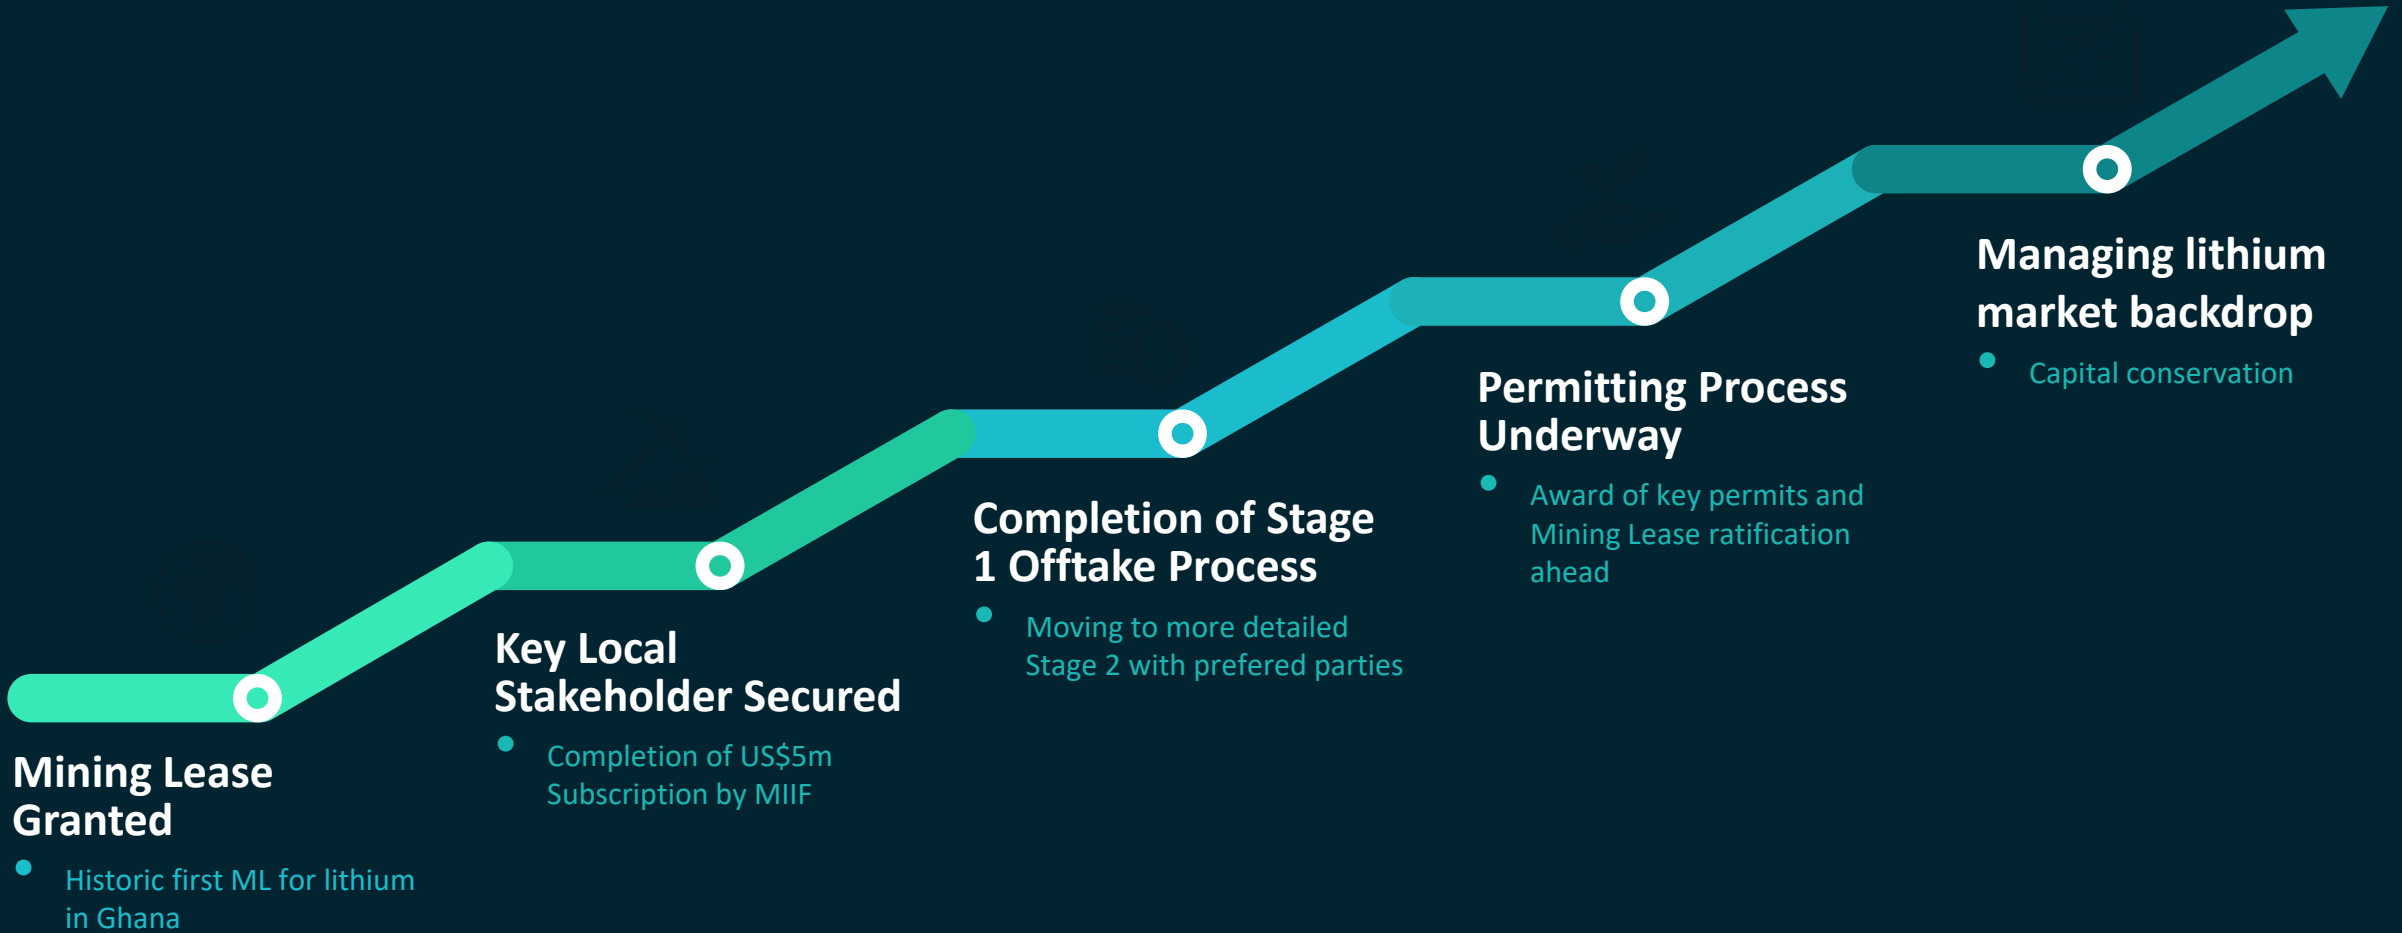 Mining Lease
Granted
• Historic first ML for lithium
in Ghana
Key Local
Stakeholder Secured
• Completion of US$5m
Subscription by MIIF
Completion of Stage
1 Offtake Process
• Moving to more detailed
Stage 2 with prefered parties
Permitting Process
Underway
• Award of key permits and
Mining Lease ratification
ahead
Managing lithium
market backdrop
• Capital conservation